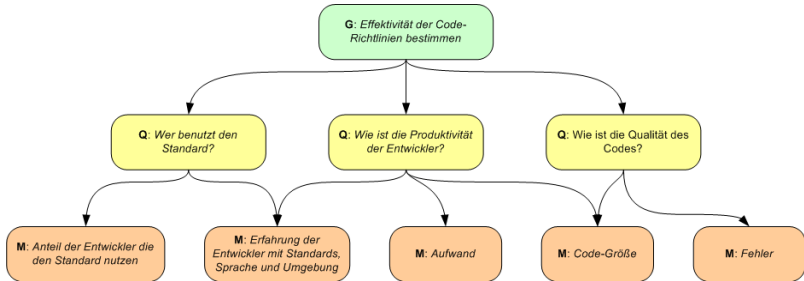 G: Effektivität der Code-
Richtlinien bestimmen
Q: Wer benutzt den
Standard?
Q: Wie ist die Produktivität
der Entwickler?
Q: Wie ist die Qualität des
Codes?
M: Anteil der Entwickler die
den Standard nutzen
M: Erfahrung der
Entwickler mit Standards,
Sprache und Umgebung
M: Aufwand
M: Code-Größe
M: Fehler